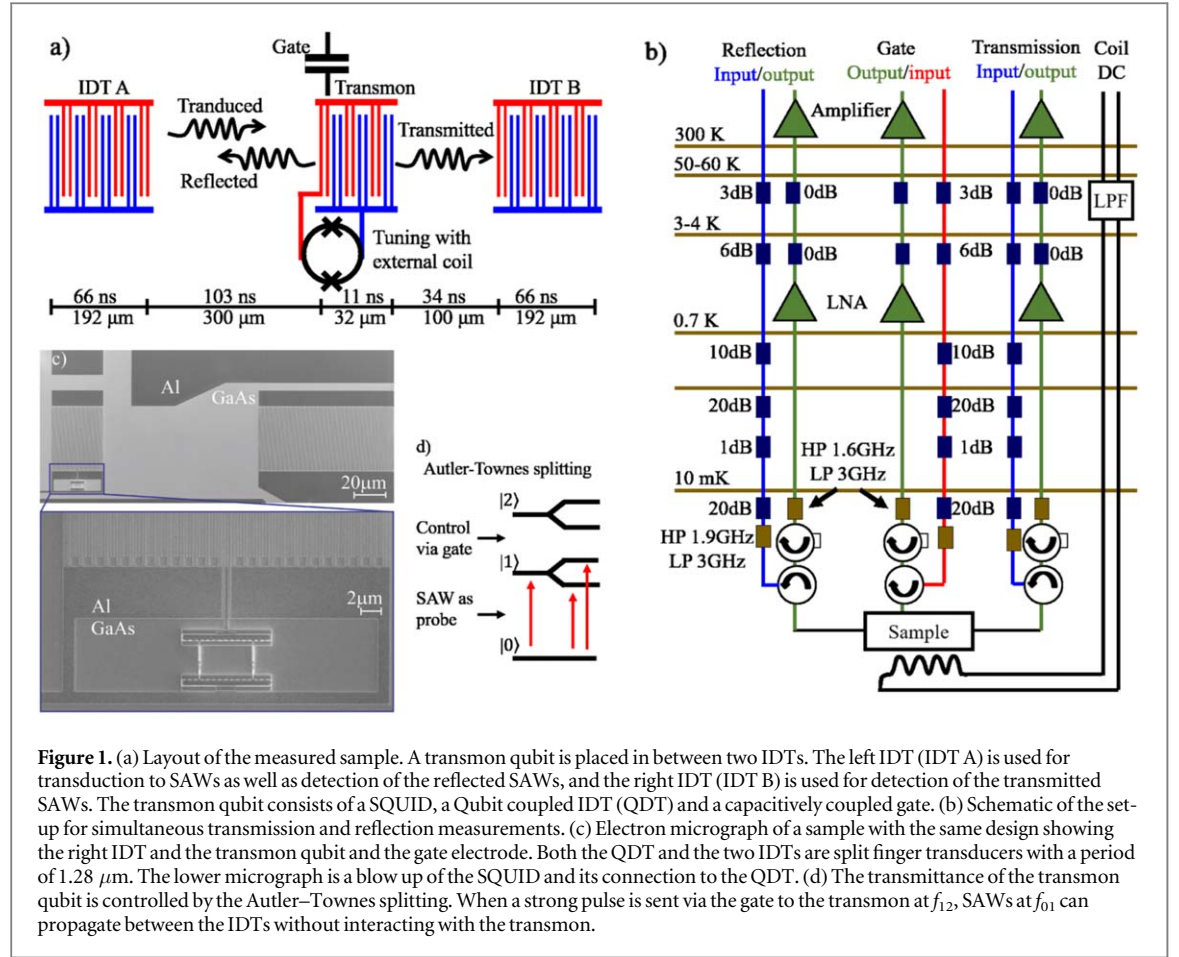 a)
Gate
IDT A
Transmon
IDT B
Tranduced
Transmitted
Reflected
Tuning with
external coil
66 ns 103 ns 11 ns 34 ns 66 ns
192 μm 300 μm 32 μm 100 μm 192 μm
b)
Reflection Gate Transmission Coil
Input/output Output/input Input/output DC
Amplifier
300 K
50-60 K
3dB 0dB 3dB 0dB
LPF
3-4 K
6dB 0dB 6dB 0dB
LNA
0.7 K
10dB 10dB
20dB 20dB
1dB 1dB
HP 1.6GHz
LP 3GHz
10 mK
20dB 20dB
HP 1.9GHz
LP 3GHz
Sample
c)
Al
GaAs
20μm
2μm
Al
GaAs
d)
Autler-Townes splitting
|2⟩
Control
via gate
|1⟩
SAW as
probe
|0⟩
Figure 1. (a) Layout of the measured sample. A transmon qubit is placed in between two IDTs. The left IDT (IDT A) is used for
transduction to SAWs as well as detection of the reflected SAWs, and the right IDT (IDT B) is used for detection of the transmitted
SAWs. The transmon qubit consists of a SQUID, a Qubit coupled IDT (QDT) and a capacitively coupled gate. (b) Schematic of the set-
up for simultaneous transmission and reflection measurements. (c) Electron micrograph of a sample with the same design showing
the right IDT and the transmon qubit and the gate electrode. Both the QDT and the two IDTs are split finger transducers with a period
of 1.28 μm. The lower micrograph is a blow up of the SQUID and its connection to the QDT. (d) The transmittance of the transmon
qubit is controlled by the Autler–Townes splitting. When a strong pulse is sent via the gate to the transmon at f₁₂, SAWs at f₀₁ can
propagate between the IDTs without interacting with the transmon.